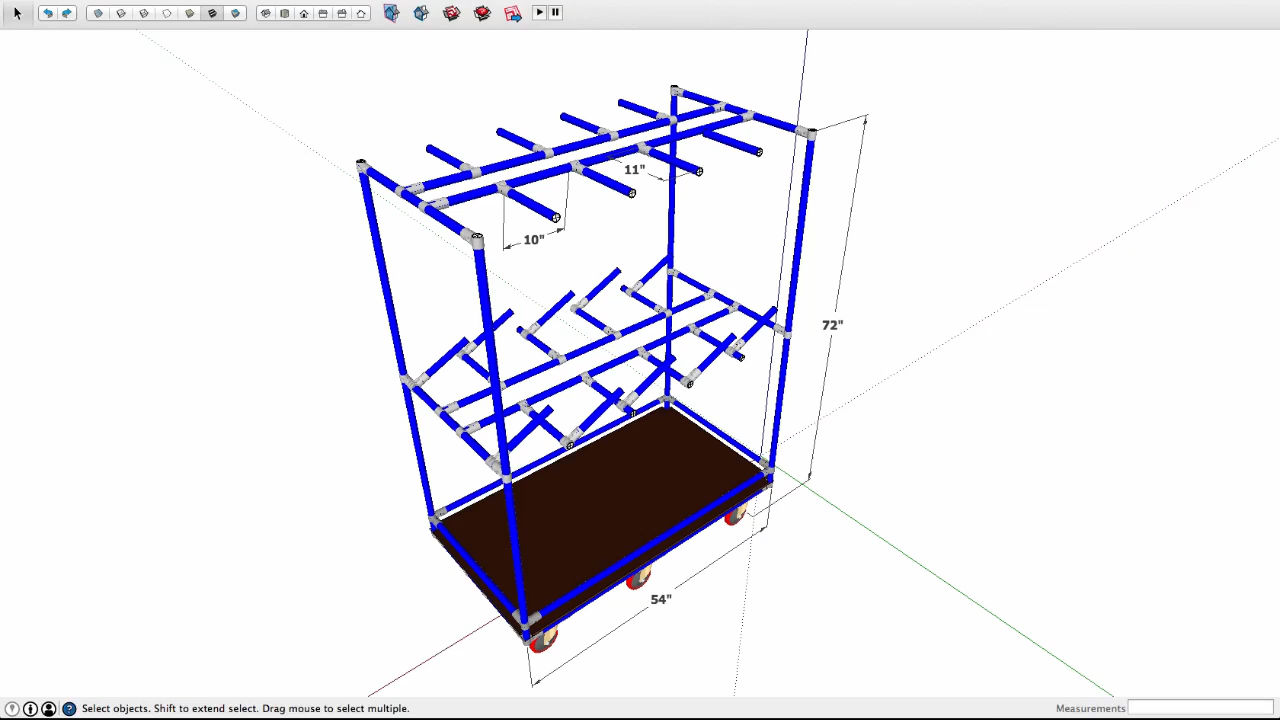 11"
10"
72"
54"
Select objects. Shift to extend select. Drag mouse to select multiple.
Measurements